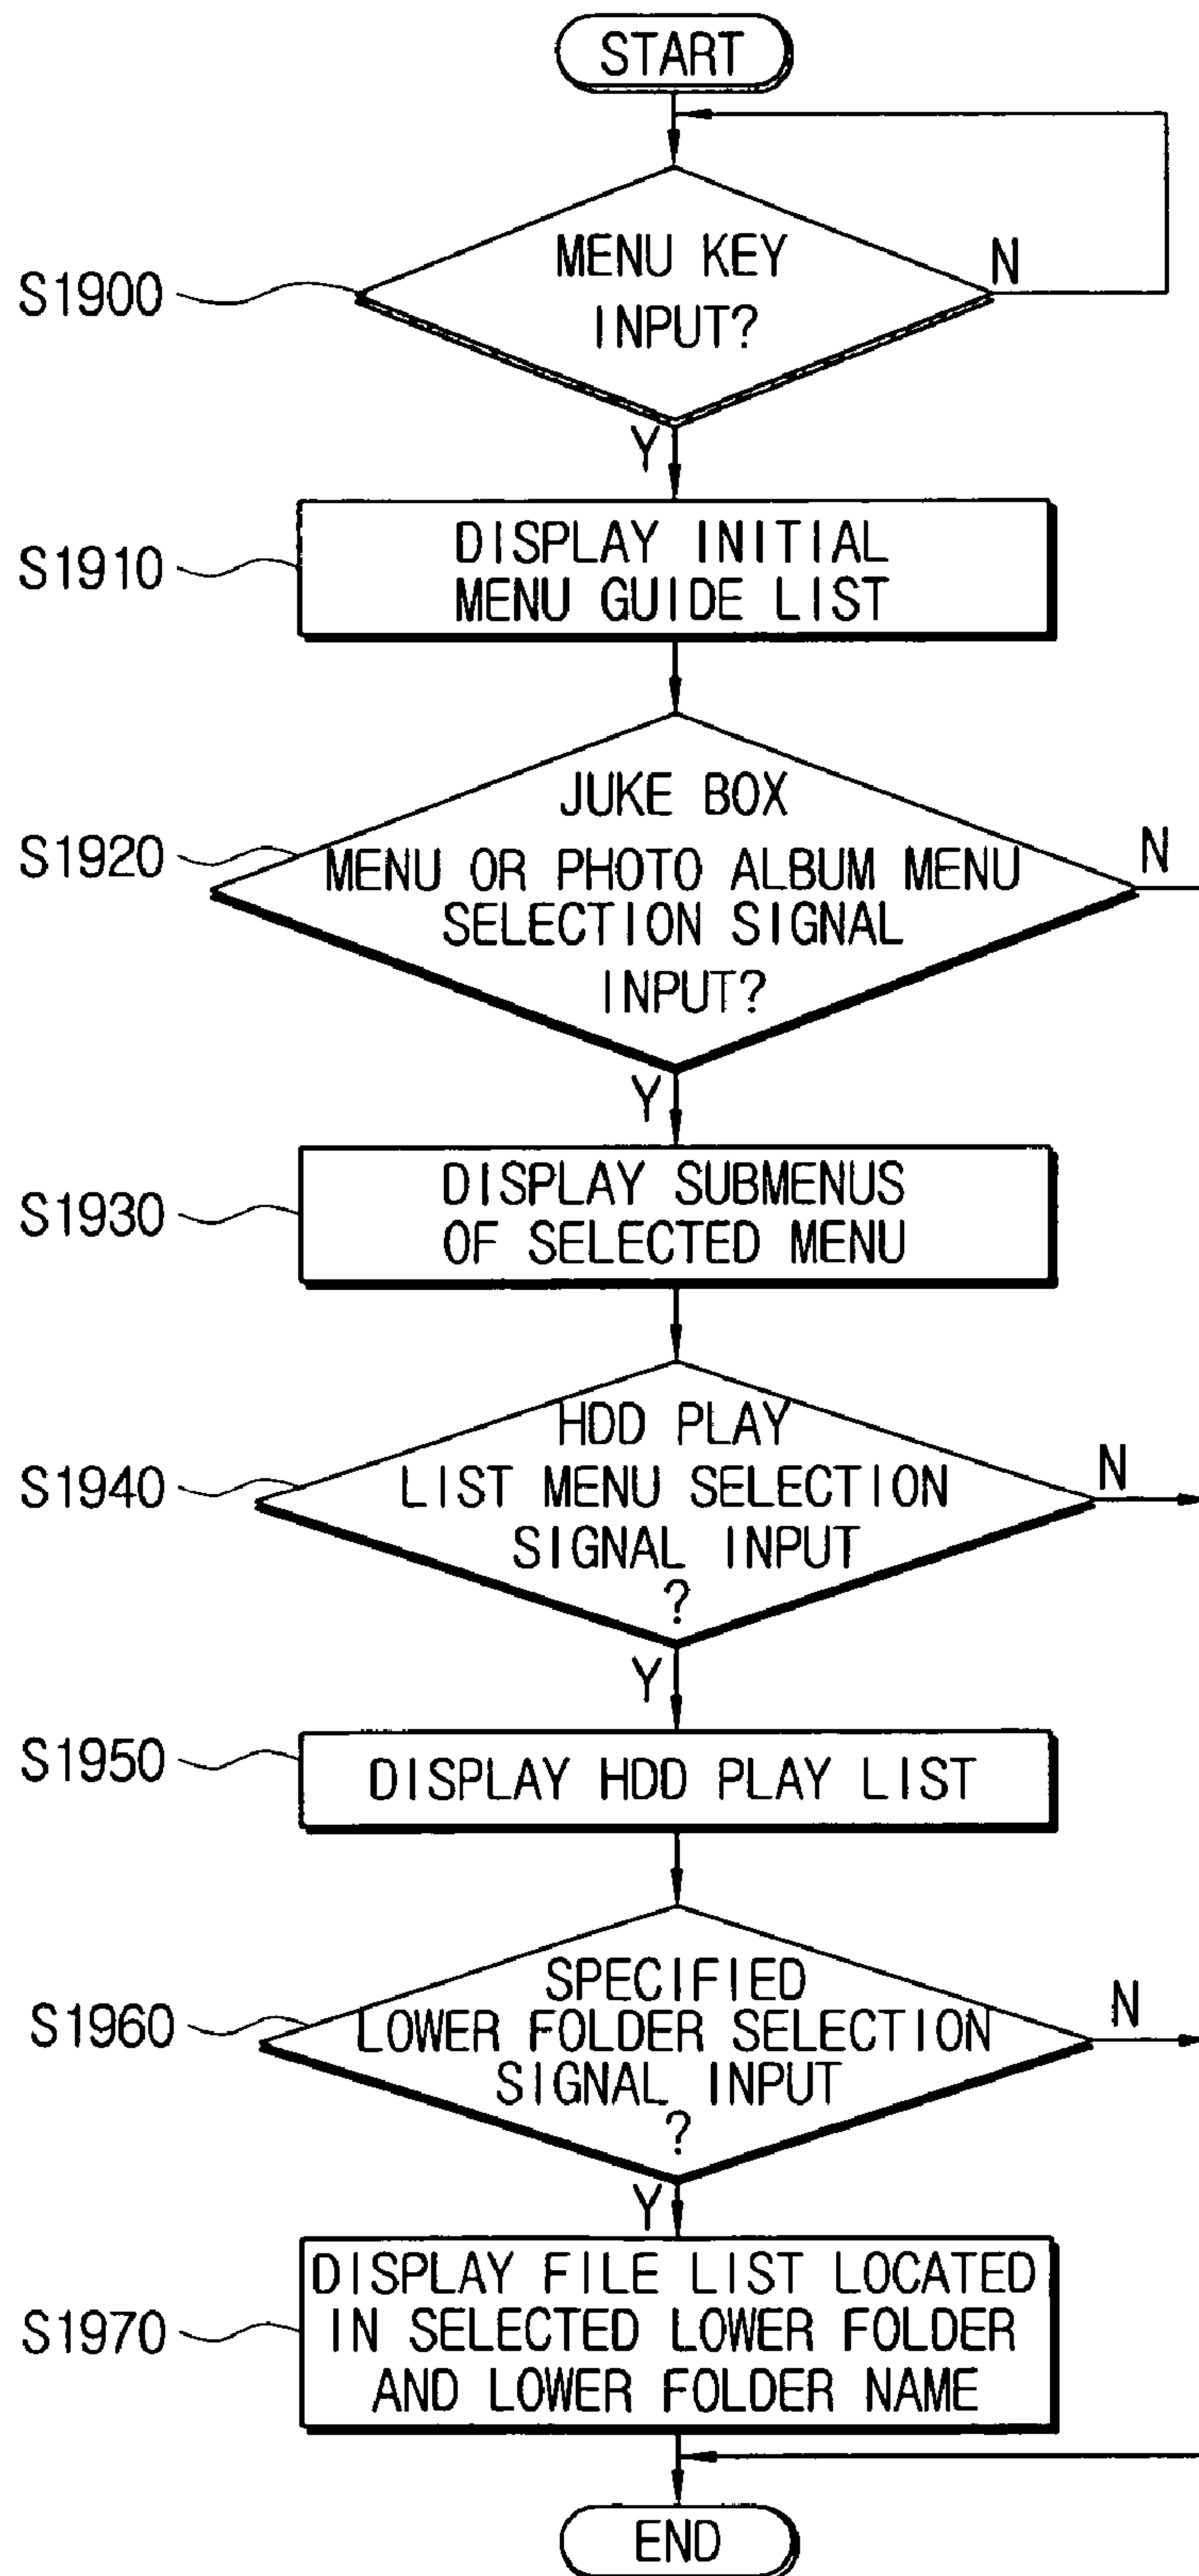 START
MENU KEY
INPUT?
N
S1900
Y
DISPLAY INITIAL
MENU GUIDE LIST
S1910
JUKE BOX
MENU OR PHOTO ALBUM MENU
SELECTION SIGNAL
INPUT?
N
S1920
Y
DISPLAY SUBMENUS
OF SELECTED MENU
S1930
HDD PLAY
LIST MENU SELECTION
SIGNAL INPUT
?
N
S1940
Y
DISPLAY HDD PLAY LIST
S1950
SPECIFIED
LOWER FOLDER SELECTION
SIGNAL INPUT
?
N
S1960
Y
DISPLAY FILE LIST LOCATED
IN SELECTED LOWER FOLDER
AND LOWER FOLDER NAME
S1970
END